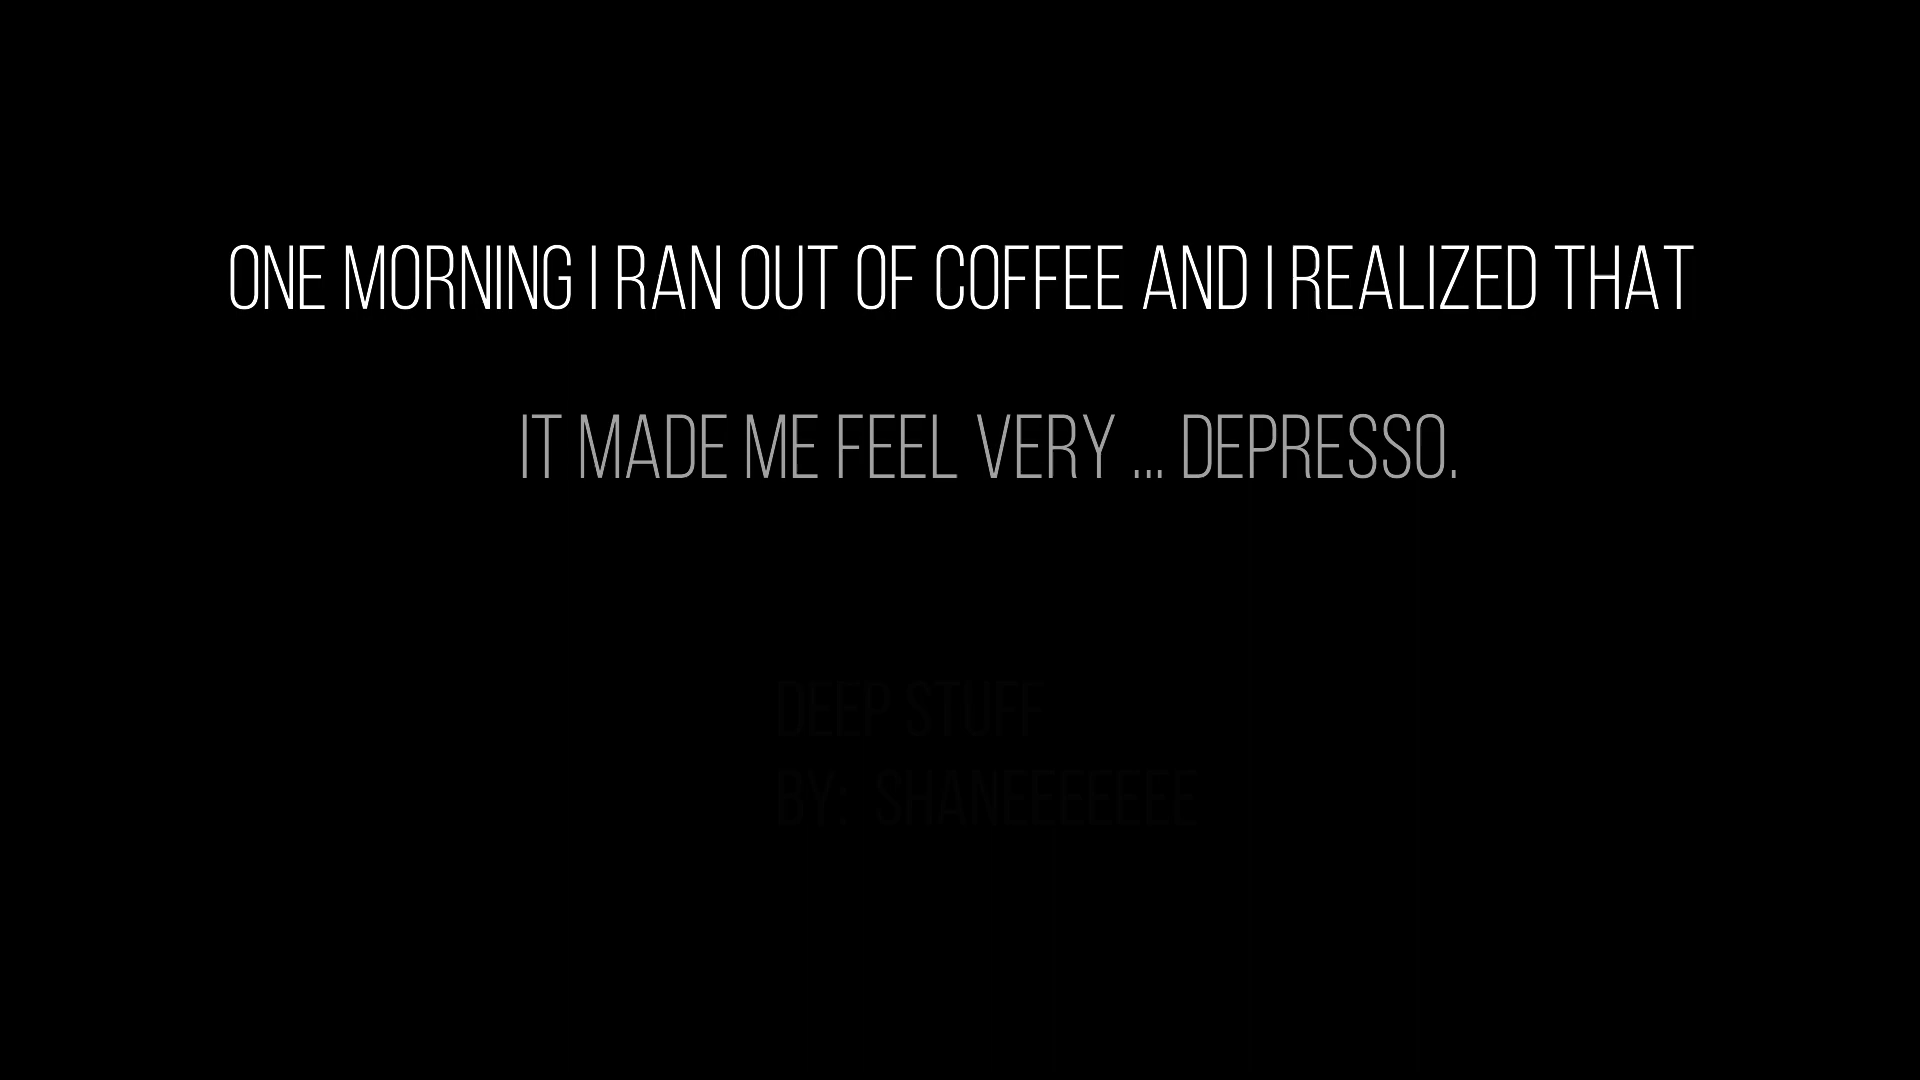 ONE MORNING I RAN OUT OF COFFEE AND I REALIZED THAT
IT MADE ME FEEL VERY ... DEPRESSO.
DEEP STUFF
BY: SHANEEEEEEE